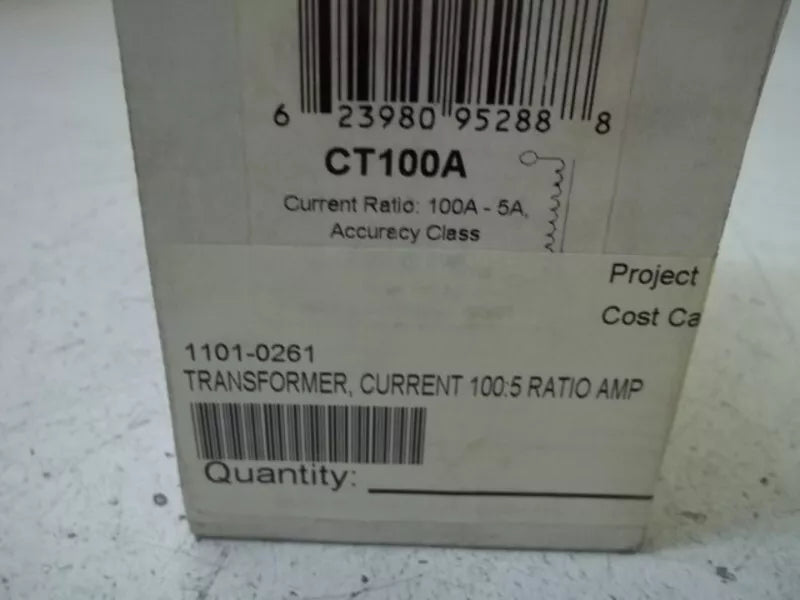 6 23980 95288 8
CT100A
Current Ratio: 100A - 5A,
Accuracy Class
Project
Cost Ca
1101-0261
TRANSFORMER, CURRENT 100:5 RATIO AMP
Quantity: